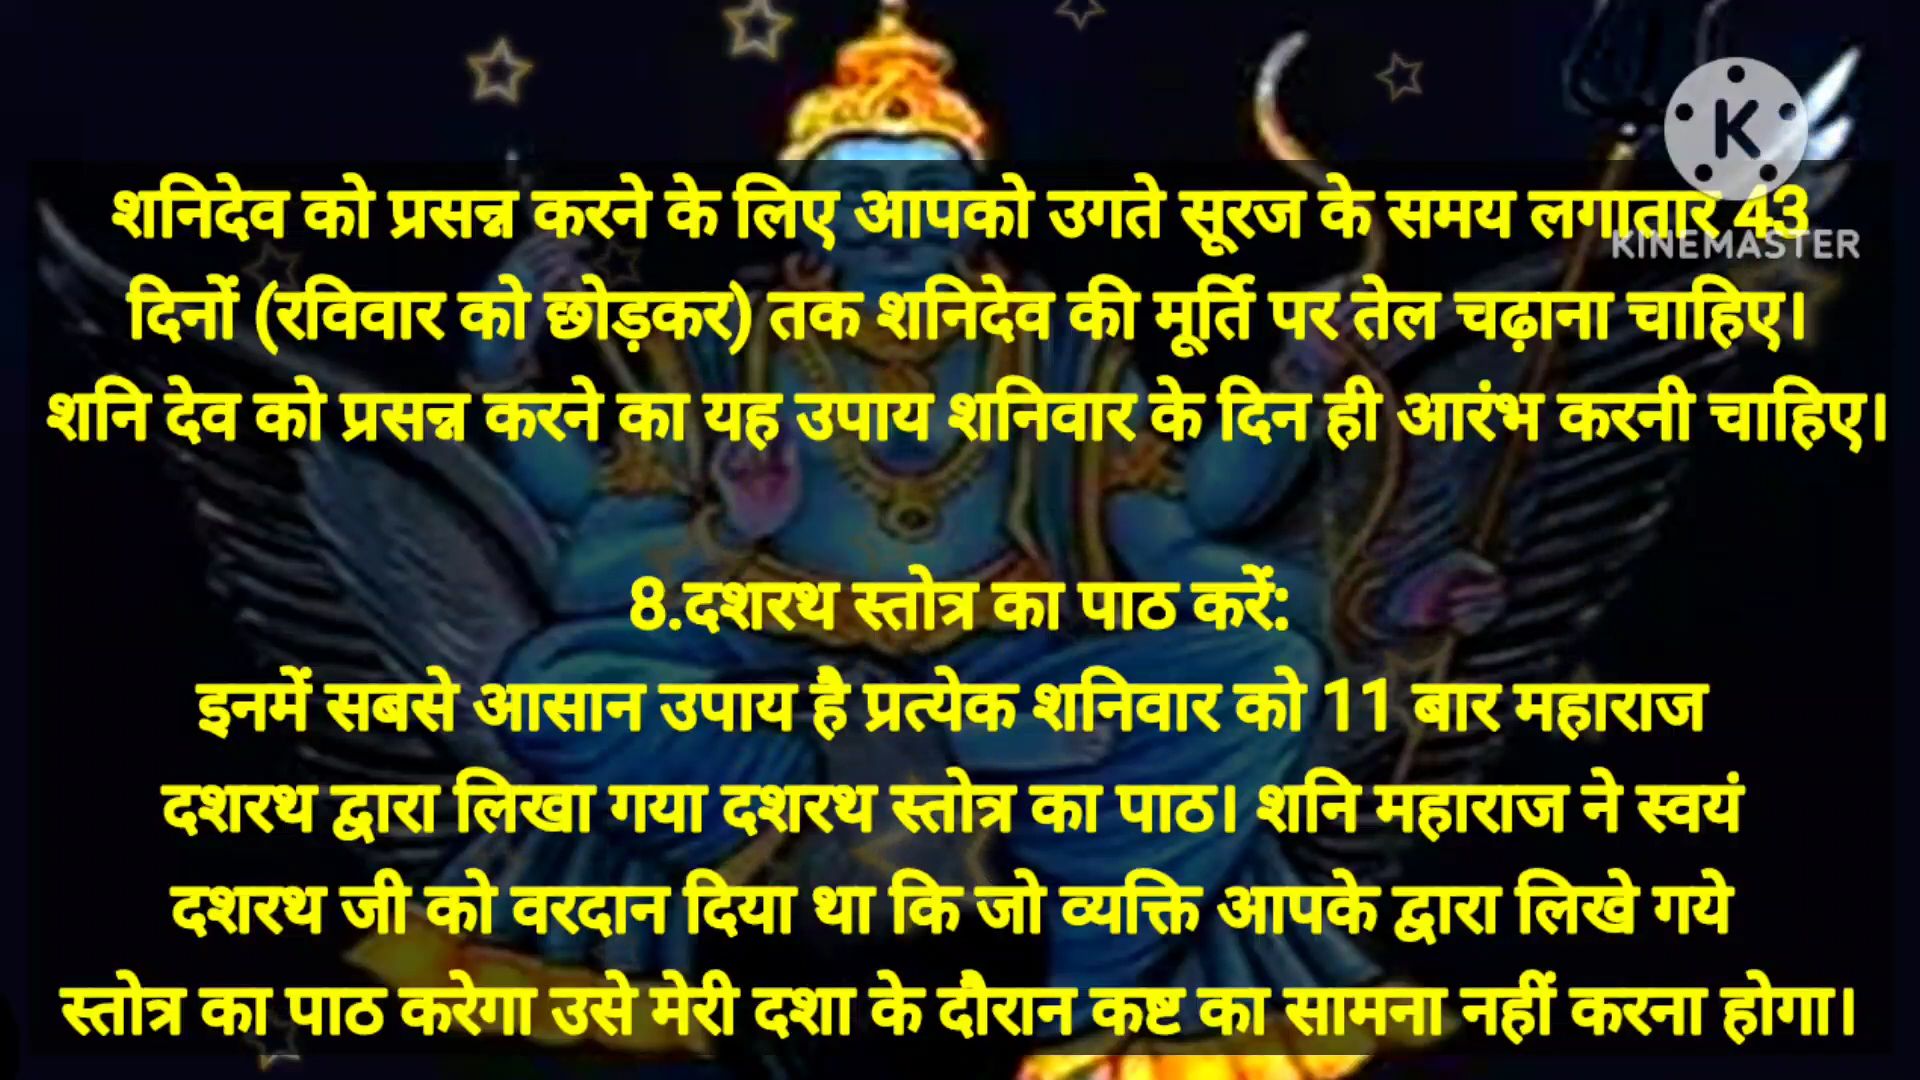 शनिदेव को प्रसन्न करने के लिए आपको उगते सूरज के समय लगातार 43
दिनों (रविवार को छोड़कर) तक शनिदेव की मूर्ति पर तेल चढ़ाना चाहिए।
शनि देव को प्रसन्न करने का यह उपाय शनिवार के दिन ही आरंभ करनी चाहिए।
8.दशरथ स्तोत्र का पाठ करें:
इनमें सबसे आसान उपाय है प्रत्येक शनिवार को 11 बार महाराज
दशरथ द्वारा लिखा गया दशरथ स्तोत्र का पाठ। शनि महाराज ने स्वयं
दशरथ जी को वरदान दिया था कि जो व्यक्ति आपके द्वारा लिखे गये
स्तोत्र का पाठ करेगा उसे मेरी दशा के दौरान कष्ट का सामना नहीं करना होगा।
K
KINEMASTER